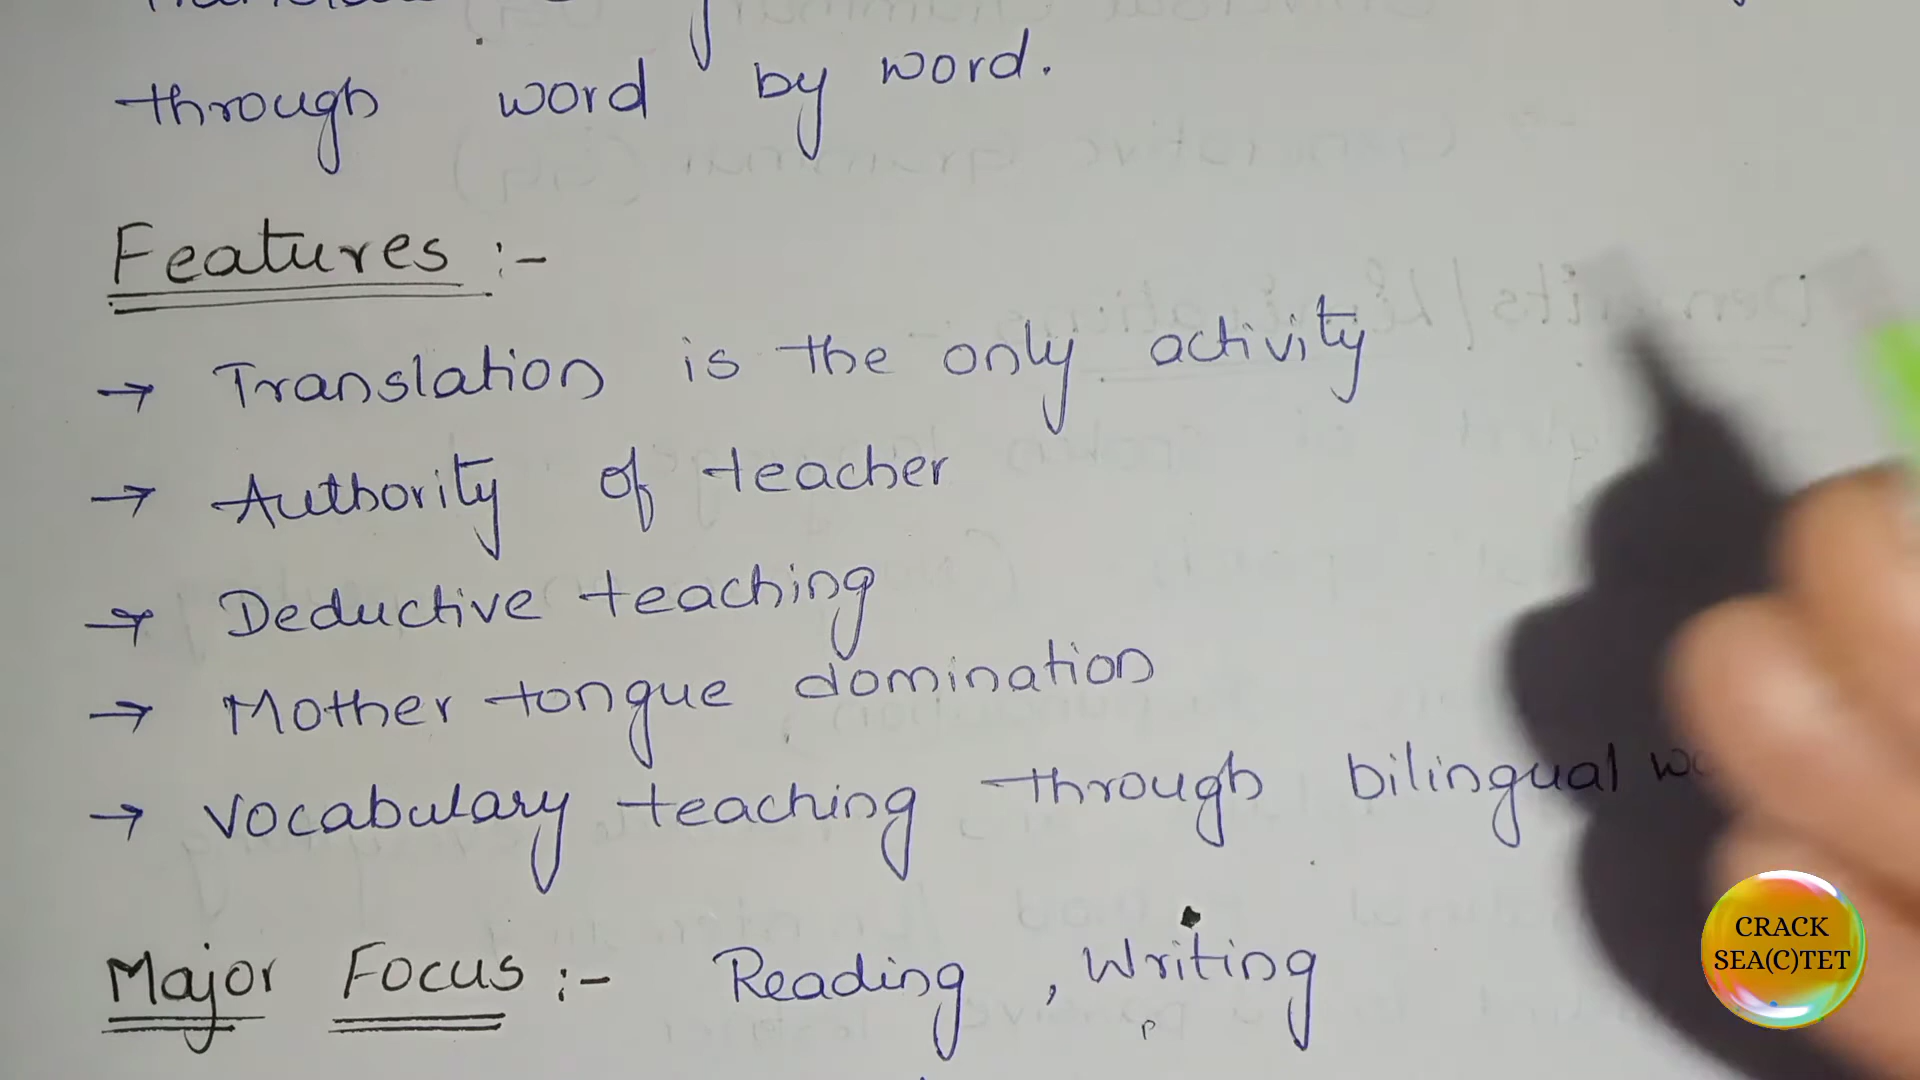 through word by word.
Features :-
→ Translation is the only activity
→ Authority of teacher
→ Deductive teaching
→ Mother tongue domination
→ Vocabulary teaching through bilingual
Major Focus :- Reading, Writing
CRACK
SEA(C)TET